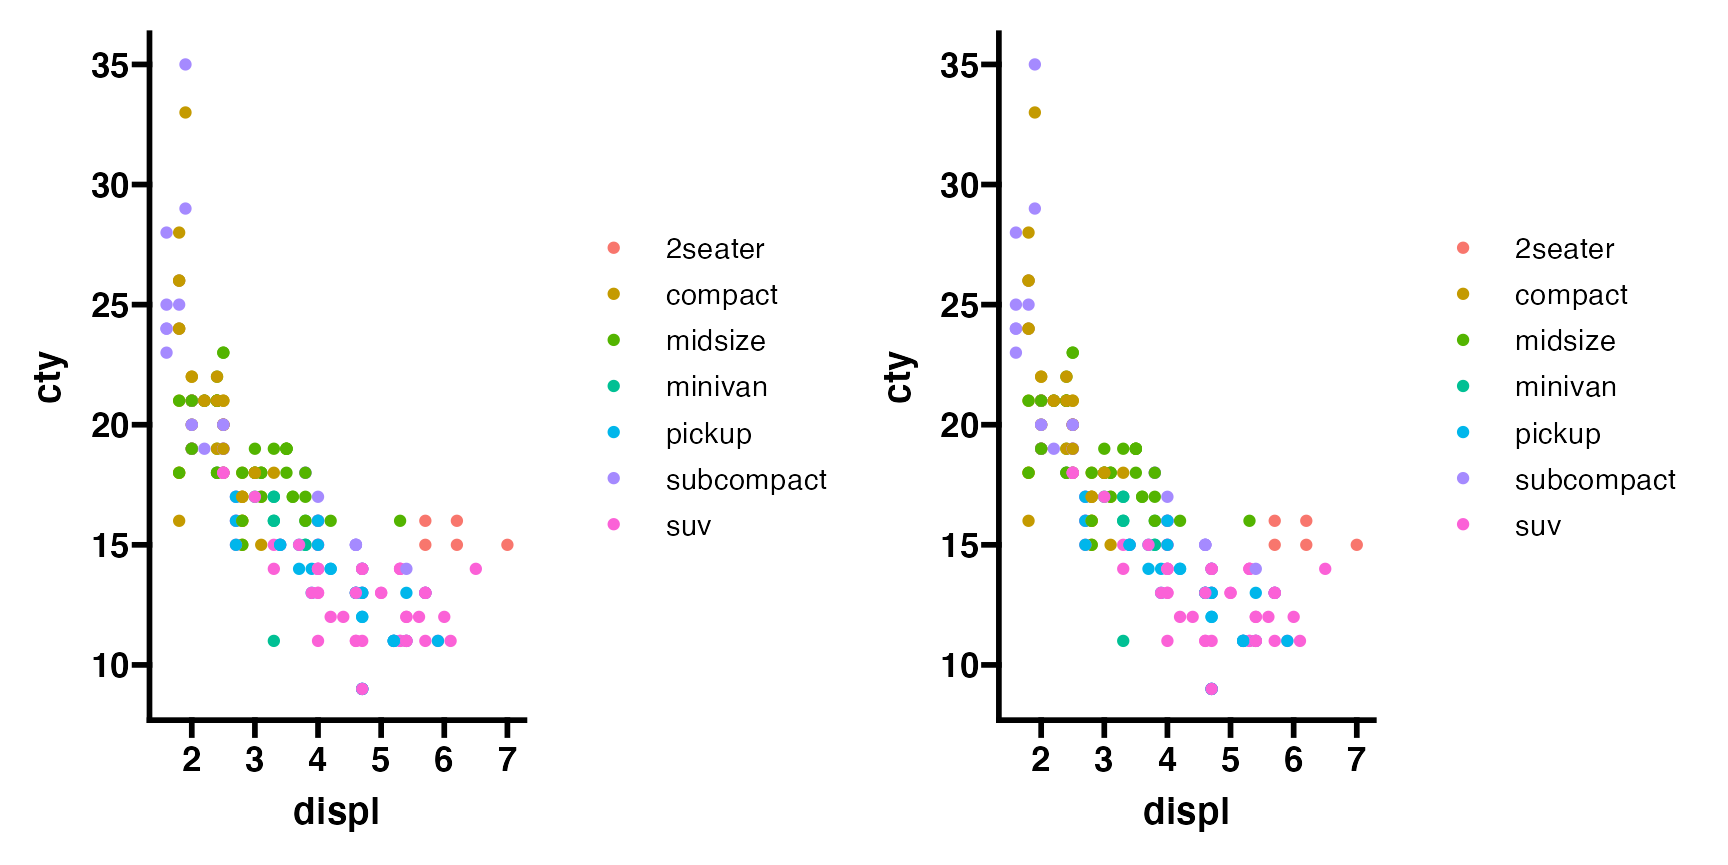 cty
35
30
25
20
15
10
2 3 4 5 6 7
displ
2seater
compact
midsize
minivan
pickup
subcompact
suv
cty
35
30
25
20
15
10
2 3 4 5 6 7
displ
2seater
compact
midsize
minivan
pickup
subcompact
suv